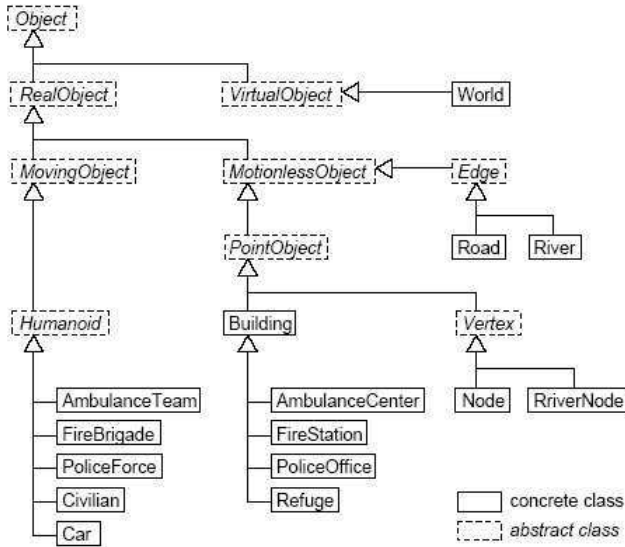 Object
RealObject
VirtualObject
World
MovingObject
MotionlessObject
Edge
PointObject
Road
River
Humanoid
Building
Vertex
AmbulanceTeam
AmbulanceCenter
Node
RriverNode
FireBrigade
FireStation
PoliceForce
PoliceOffice
Civilian
Refuge
concrete class
Car
abstract class